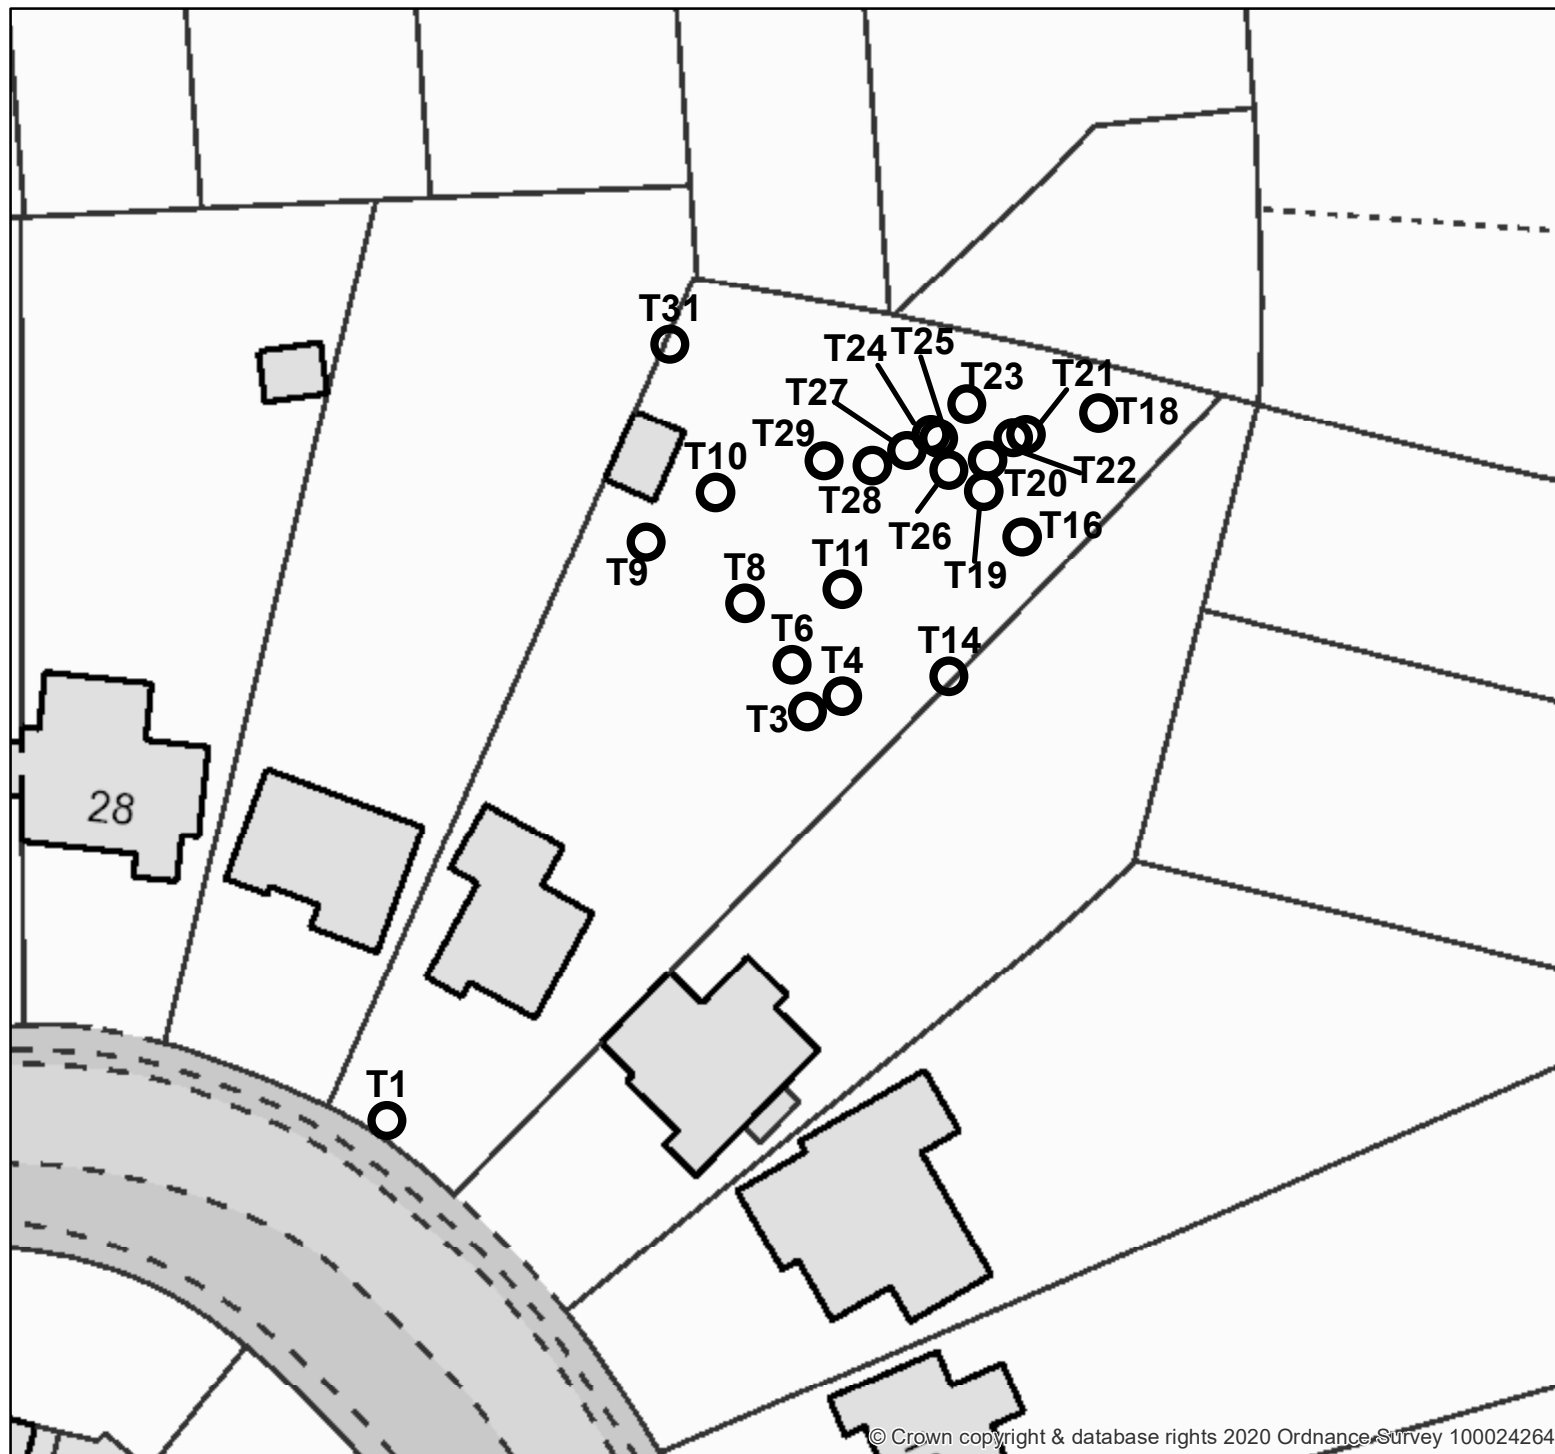 T31
T24
T25
T23
T21
T27
T18
T29
T10
T22
T28
T20
T26
T16
T11
T9
T8
T19
T6
T14
T4
T3
28
T1
© Crown copyright & database rights 2020 Ordnance Survey 100024264